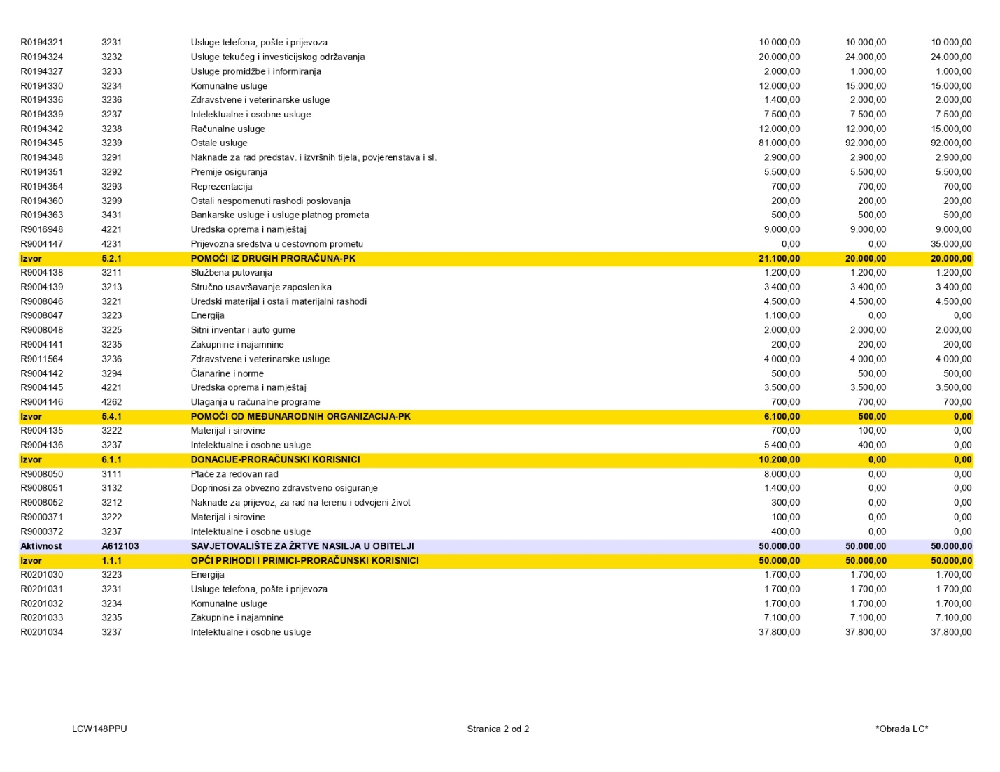 R0194321 3231 Usluge telefona, pošte i prijevoza 10.000,00 10.000,00 10.000,00
R0194324 3232 Usluge tekućeg i investicijskog održavanja 20.000,00 24.000,00 24.000,00
R0194327 3233 Usluge promidžbe i informiranja 2.000,00 1.000,00 1.000,00
R0194330 3234 Komunalne usluge 12.000,00 15.000,00 15.000,00
R0194336 3236 Zdravstvene i veterinarske usluge 1.400,00 2.000,00 2.000,00
R0194339 3237 Intelektualne i osobne usluge 7.500,00 7.500,00 7.500,00
R0194342 3238 Računalne usluge 12.000,00 12.000,00 15.000,00
R0194345 3239 Ostale usluge 81.000,00 92.000,00 92.000,00
R0194348 3291 Naknade za rad predstav. i izvršnih tijela, povjerenstava i sl. 2.900,00 2.900,00 2.900,00
R0194351 3292 Premije osiguranja 5.500,00 5.500,00 5.500,00
R0194354 3293 Reprezentacija 700,00 700,00 700,00
R0194360 3299 Ostali nespomenuti rashodi poslovanja 200,00 200,00 200,00
R0194363 3431 Bankarske usluge i usluge platnog prometa 500,00 500,00 500,00
R9016948 4221 Uredska oprema i namještaj 9.000,00 9.000,00 9.000,00
R9004147 4231 Prijevozna sredstva u cestovnom prometu 0,00 0,00 35.000,00
Izvor 5.2.1 POMOĆI IZ DRUGIH PRORAČUNA-PK 21.100,00 20.000,00 20.000,00
R9004138 3211 Službena putovanja 1.200,00 1.200,00 1.200,00
R9004139 3213 Stručno usavršavanje zaposlenika 3.400,00 3.400,00 3.400,00
R9008046 3221 Uredski materijal i ostali materijalni rashodi 4.500,00 4.500,00 4.500,00
R9008047 3223 Energija 1.100,00 0,00 0,00
R9008048 3225 Sitni inventar i auto gume 2.000,00 2.000,00 2.000,00
R9004141 3235 Zakupnine i najamnine 200,00 200,00 200,00
R9011564 3236 Zdravstvene i veterinarske usluge 4.000,00 4.000,00 4.000,00
R9004142 3294 Članarine i norme 500,00 500,00 500,00
R9004145 4221 Uredska oprema i namještaj 3.500,00 3.500,00 3.500,00
R9004146 4262 Ulaganja u računalne programe 700,00 700,00 700,00
Izvor 5.4.1 POMOĆI OD MEĐUNARODNIH ORGANIZACIJA-PK 6.100,00 500,00 0,00
R9004135 3222 Materijal i sirovine 700,00 100,00 0,00
R9004136 3237 Intelektualne i osobne usluge 5.400,00 400,00 0,00
Izvor 6.1.1 DONACIJE-PRORAČUNSKI KORISNICI 10.200,00 0,00 0,00
R9008050 3111 Plaće za redovan rad 8.000,00 0,00 0,00
R9008051 3132 Doprinosi za obvezno zdravstveno osiguranje 1.400,00 0,00 0,00
R9008052 3212 Naknade za prijevoz, za rad na terenu i odvojeni život 300,00 0,00 0,00
R9000371 3222 Materijal i sirovine 100,00 0,00 0,00
R9000372 3237 Intelektualne i osobne usluge 400,00 0,00 0,00
Aktivnost A612103 SAVJETOVALIŠTE ZA ŽRTVE NASILJA U OBITELJI 50.000,00 50.000,00 50.000,00
Izvor 1.1.1 OPĆI PRIHODI I PRIMICI-PRORAČUNSKI KORISNICI 50.000,00 50.000,00 50.000,00
R0201030 3223 Energija 1.700,00 1.700,00 1.700,00
R0201031 3231 Usluge telefona, pošte i prijevoza 1.700,00 1.700,00 1.700,00
R0201032 3234 Komunalne usluge 1.700,00 1.700,00 1.700,00
R0201033 3235 Zakupnine i najamnine 7.100,00 7.100,00 7.100,00
R0201034 3237 Intelektualne i osobne usluge 37.800,00 37.800,00 37.800,00
LCW148PPU Stranica 2 od 2 *Obrada LC*